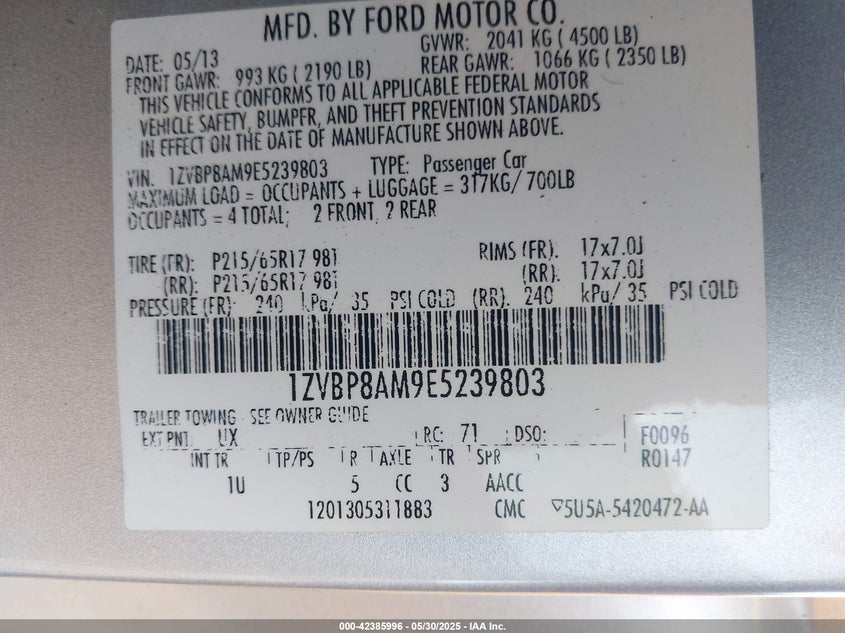 MFD. BY FORD MOTOR CO.
DATE: 05/13 GVWR: 2041 KG ( 4500 LB)
FRONT GAWR: 993 KG ( 2190 LB) REAR GAWR: 1066 KG ( 2350 LB)
THIS VEHICLE CONFORMS TO ALL APPLICABLE FEDERAL MOTOR
VEHICLE SAFETY, BUMPER, AND THEFT PREVENTION STANDARDS
IN EFFECT ON THE DATE OF MANUFACTURE SHOWN ABOVE.
VIN. 1ZVBP8AM9E5239803 TYPE: Passenger Car
MAXIMUM LOAD = OCCUPANTS + LUGGAGE = 317KG/ 700LB
OCCUPANTS = 4 TOTAL; 2 FRONT, 2 REAR
TIRE (FR): P215/65R17 98T RIMS (FR): 17x7.0J
(RR): P215/65R17 98T (RR): 17x7.0J
PRESSURE (FR): 240 kPa/ 35 PSI COLD (RR). 240 kPa/ 35 PSI COLD
1ZVBP8AM9E5239803
TRAILER TOWING - SEE OWNER GUIDE
EXT PNT. UX RC: 71 DSO: F0096
INT TR TP/PS R AXLE TR SPR R0147
1U 5 CC 3 AACC
1201305311883 CMC ▽5U5A-5420472-AA
000-42385996 - 05/30/2025 - IAA Inc.